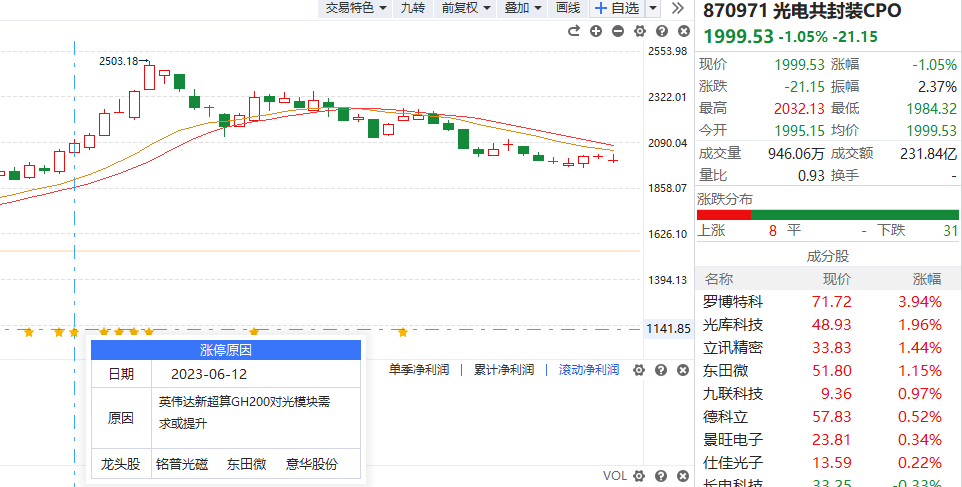 交易特色 九转 前复权 叠加 画线 自选
2503.18
2553.98
2322.01
2090.04
1858.07
1626.10
1394.13
1141.85
涨停原因
日期 2023-06-12
原因 英伟达新超算GH200对光模块需
求或提升
龙头股 铭普光磁 东田微 意华股份
单季净利润 | 累计净利润 | 滚动净利润
VOL
870971 光电共封装CPO
1999.53 -1.05% -21.15
现价 1999.53 涨幅 -1.05%
涨跌 -21.15 振幅 2.37%
最高 2032.13 最低 1984.32
今开 1995.15 均价 1999.53
成交量 946.06万 成交额 231.84亿
量比 0.93 换手 -
涨跌分布
上涨 8 平 - 下跌 31
成分股
名称 现价 涨幅
罗博特科 71.72 3.94%
光库科技 48.93 1.96%
立讯精密 33.83 1.44%
东田微 51.80 1.15%
九联科技 9.36 0.97%
德科立 57.83 0.52%
景旺电子 23.81 0.34%
仕佳光子 13.59 0.22%
长电科技 33.25 -0.33%